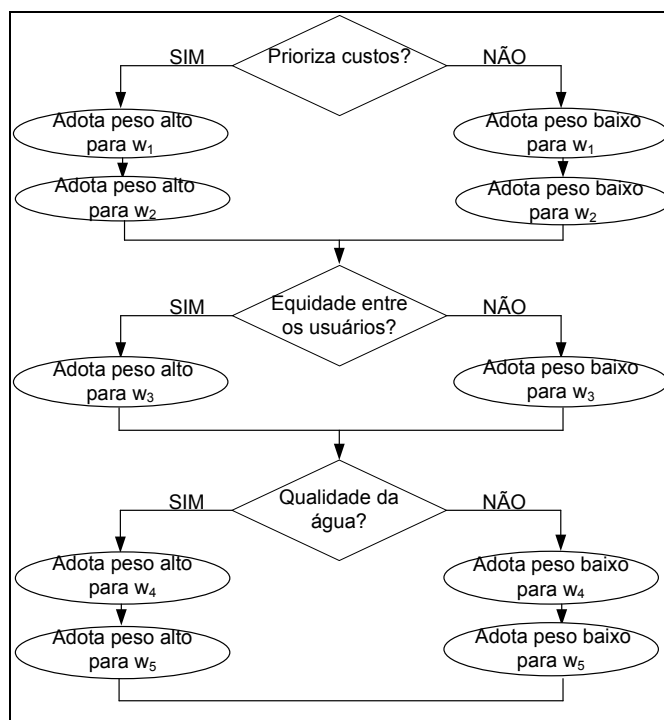 Prioriza custos?
SIM
NÃO
Adota peso alto
para w₁
Adota peso baixo
para w₁
Adota peso alto
para w₂
Adota peso baixo
para w₂
Equidade entre
os usuários?
SIM
NÃO
Adota peso alto
para w₃
Adota peso baixo
para w₃
Qualidade da
água?
SIM
NÃO
Adota peso alto
para w₄
Adota peso baixo
para w₄
Adota peso alto
para w₅
Adota peso baixo
para w₅